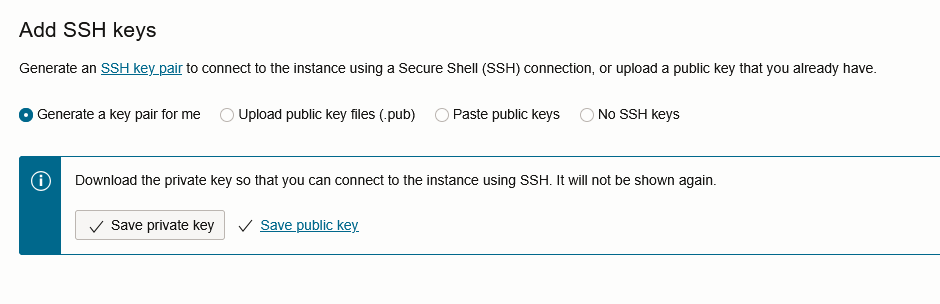 Add SSH keys
Generate an SSH key pair to connect to the instance using a Secure Shell (SSH) connection, or upload a public key that you already have.
Generate a key pair for me Upload public key files (.pub) Paste public keys No SSH keys
Download the private key so that you can connect to the instance using SSH. It will not be shown again.
Save private key Save public key